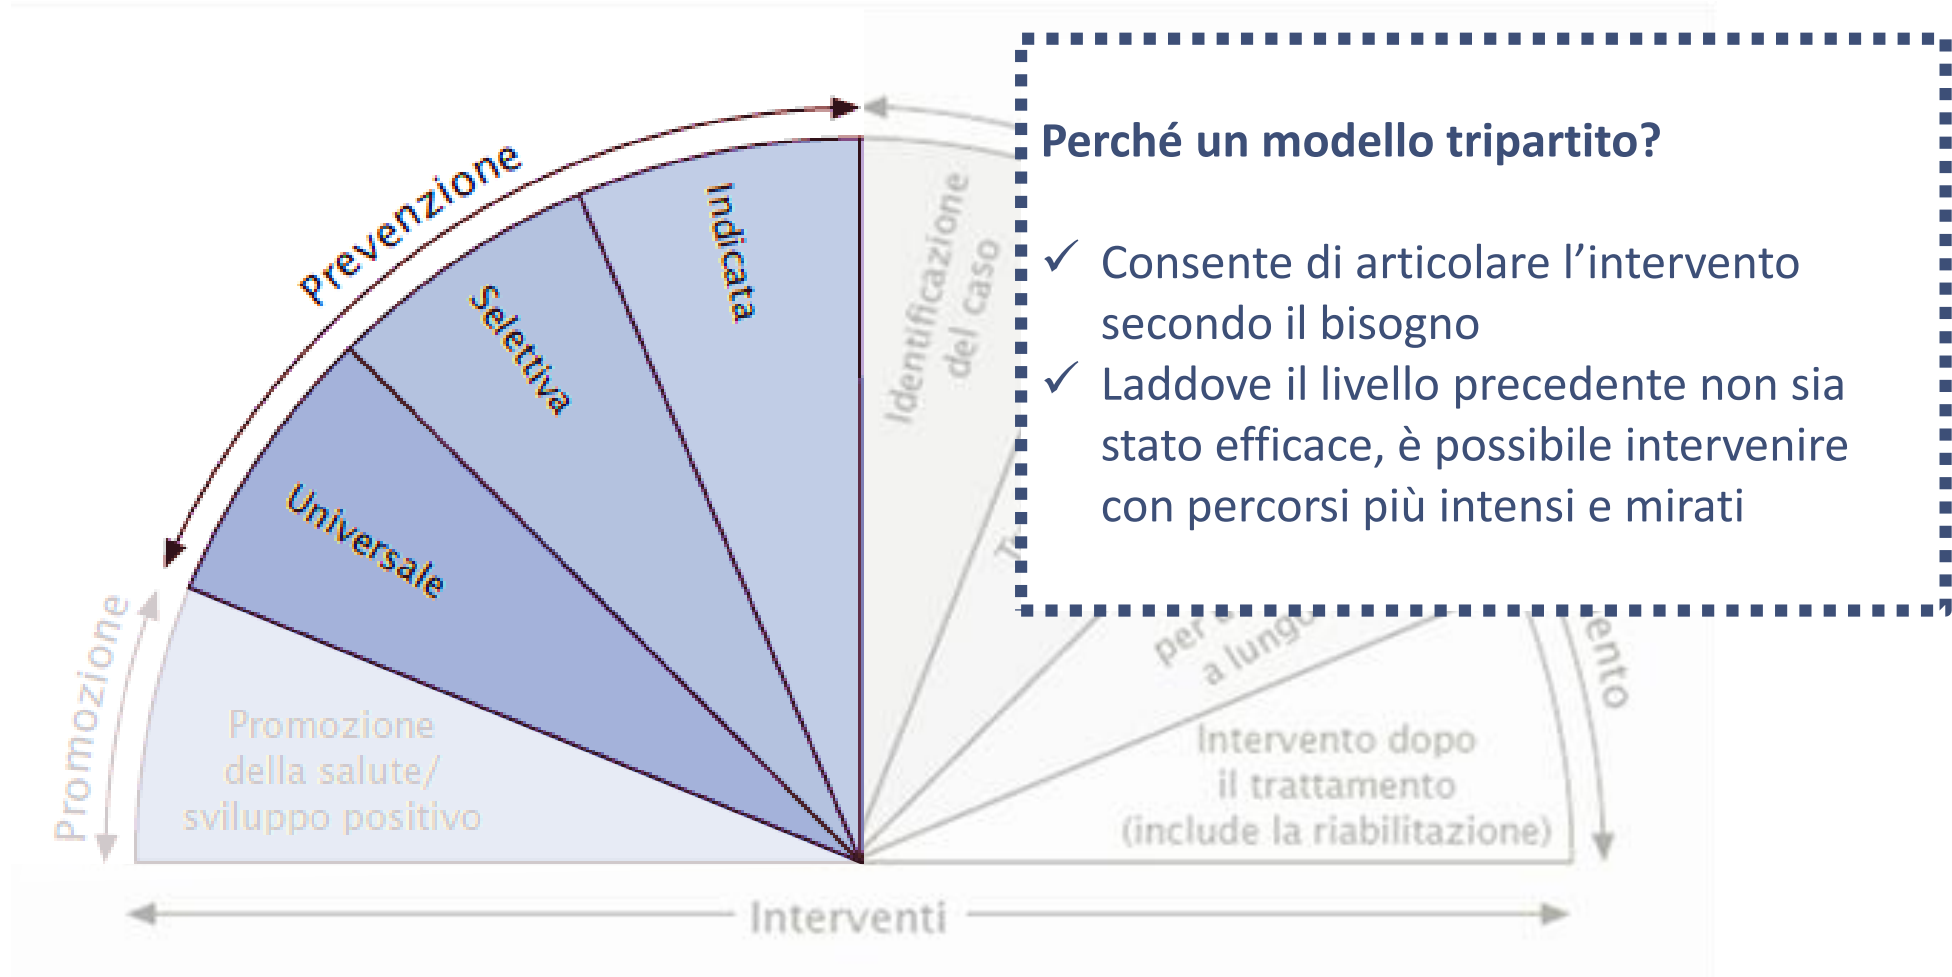 Prevenzione
Universale
Selettiva
Indicata
Promozione
Promozione
della salute/
sviluppo positivo
Identificazione
del caso
Perché un modello tripartito?
✓ Consente di articolare l’intervento
secondo il bisogno
✓ Laddove il livello precedente non sia
stato efficace, è possibile intervenire
con percorsi più intensi e mirati
per
a lungo
Intervento dopo
il trattamento
(include la riabilitazione)
Interventi